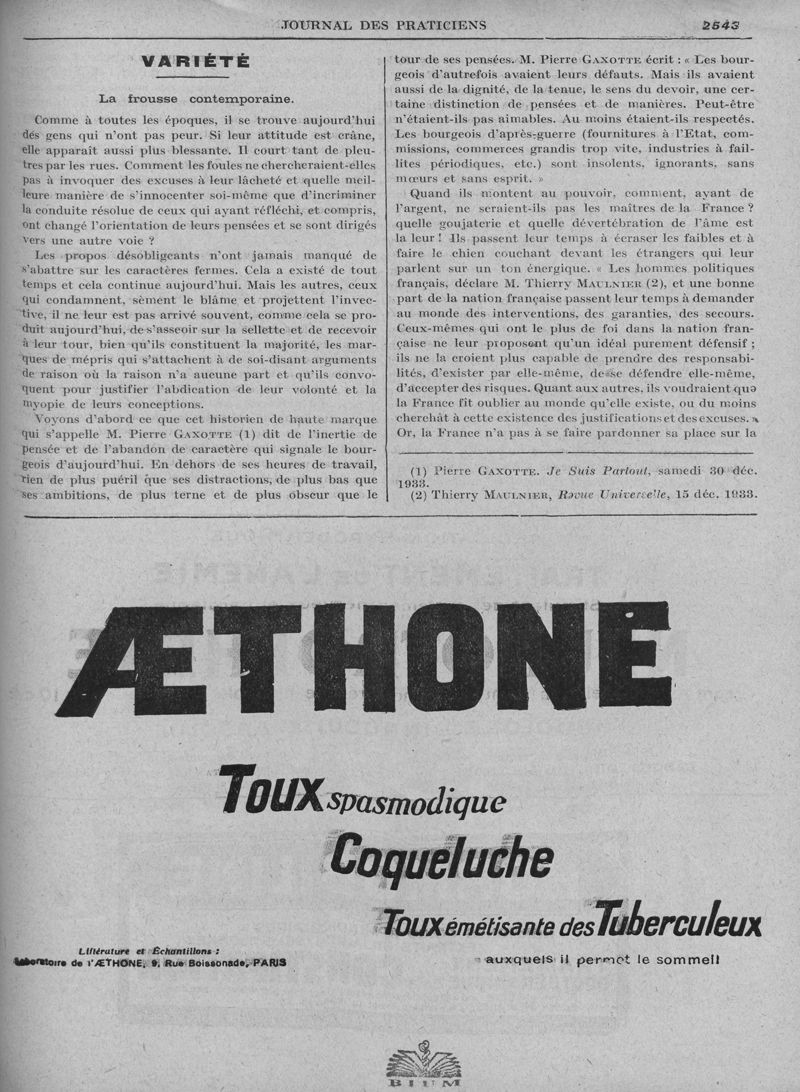 JOURNAL DES PRATICIENS 2543
VARIÉTÉ
La frousse contemporaine.
Comme à toutes les époques, il se trouve aujourd'hui
des gens qui n'ont pas peur. Si leur attitude est crâne,
elle apparaît aussi plus blessante. Il court tant de pleu-
tres par les rues. Comment les foules ne chercheraient-elles
pas à invoquer des excuses à leur lâcheté et quelle meil-
leure manière de s'innocenter soi-même que d'incriminer
la conduite résolue de ceux qui ayant réfléchi, et compris,
ont changé l'orientation de leurs pensées et se sont dirigés
vers une autre voie ?
Les propos désobligeants n'ont jamais manqué de
s'abattre sur les caractères fermes. Cela a existé de tout
temps et cela continue aujourd'hui. Mais les autres, ceux
qui condamnent, sèment le blâme et projettent l'invec-
tive, il ne leur est pas arrivé souvent, comme cela se pro-
duit aujourd'hui, de s'asseoir sur la sellette et de recevoir
à leur tour, bien qu'ils constituent la majorité, les mar-
ques de mépris qui s'attachent à de soi-disant arguments
de raison où la raison n'a aucune part et qu'ils convo-
quent pour justifier l'abdication de leur volonté et la
myopie de leurs conceptions.
Voyons d'abord ce que cet historien de haute marque
qui s'appelle M. Pierre GAXOTTE (1) dit de l'inertie de
pensée et de l'abandon de caractère qui signale le bour-
geois d'aujourd'hui. En dehors de ses heures de travail,
rien de plus puéril que ses distractions, de plus bas que
ses ambitions, de plus terne et de plus obscur que le
tour de ses pensées. M. Pierre GAXOTTE écrit : « Les bour-
geois d'autrefois avaient leurs défauts. Mais ils avaient
aussi de la dignité, de la tenue, le sens du devoir, une cer-
taine distinction de pensées et de manières. Peut-être
n'étaient-ils pas aimables. Au moins étaient-ils respectés.
Les bourgeois d'après-guerre (fournitures à l'Etat, com-
missions, commerces grandis trop vite, industries à fail-
lites périodiques, etc.) sont insolents, ignorants, sans
mœurs et sans esprit. »
Quand ils montent au pouvoir, comment, ayant de
l'argent, ne seraient-ils pas les maîtres de la France ?
quelle goujaterie et quelle dévertébration de l'âme est
la leur ! Ils passent leur temps à écraser les faibles et à
faire le chien couchant devant les étrangers qui leur
parlent sur un ton énergique. « Les hommes politiques
français, déclare M. Thierry MAULNIER (2), et une bonne
part de la nation française passent leur temps à demander
au monde des interventions, des garanties, des secours.
Ceux-mêmes qui ont le plus de foi dans la nation fran-
çaise ne leur proposent qu'un idéal purement défensif ;
ils ne la croient plus capable de prendre des responsabi-
lités, d'exister par elle-même, de se défendre elle-même,
d'accepter des risques. Quant aux autres, ils voudraient que
la France fit oublier au monde qu'elle existe, ou du moins
cherchât à cette existence des justifications et des excuses.
Or, la France n'a pas à se faire pardonner sa place sur la
(1) Pierre GAXOTTE. Je Suis Partout, samedi 30 déc.
1933.
(2) Thierry MAULNIER, Revue Universelle, 15 déc. 1933.
ÆTHONE
Toux spasmodique
Coqueluche
Toux émétisante des Tuberculeux
auxquels il permet le sommeil
Littérature et Échantillons :
Laboratoire de l'ÆTHONE, 9, Rue Boissonade, PARIS
BIUM